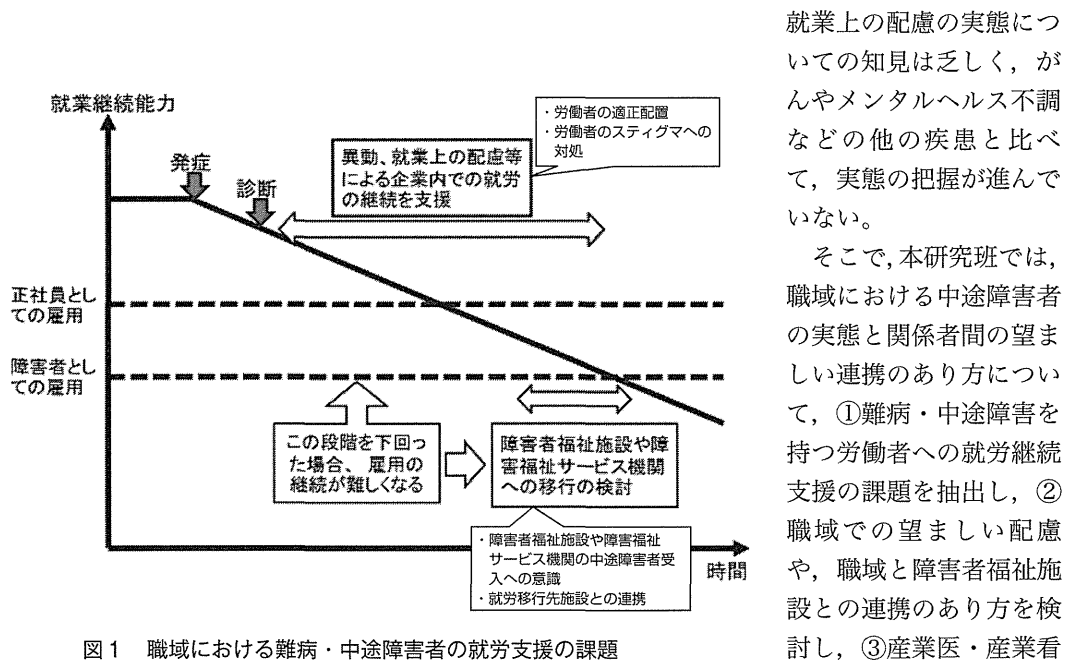 就業継続能力
発症
診断
異動、就業上の配慮等
による企業内での就労
の継続を支援
・労働者の適正配置
・労働者のスティグマへの
対処
正社員とし
ての雇用
障害者とし
ての雇用
この段階を下回っ
た場合、雇用の
継続が難しくなる
障害者福祉施設や障
害福祉サービス機関
への移行の検討
・障害者福祉施設や障害福祉
サービス機関の中途障害者受
入への意識
・就労移行先施設との連携
時間
図1 職域における難病・中途障害者の就労支援の課題
就業上の配慮の実態につ
いての知見は乏しく，が
んやメンタルヘルス不調
などの他の疾患と比べ
て，実態の把握が進んで
いない。
そこで，本研究班では，
職域における中途障害者
の実態と関係者間の望ま
しい連携のあり方につい
て，①難病・中途障害を
持つ労働者への就労継続
支援の課題を抽出し，②
職域での望ましい配慮
や，職域と障害者福祉施
設との連携のあり方を検
討し，③産業医・産業看